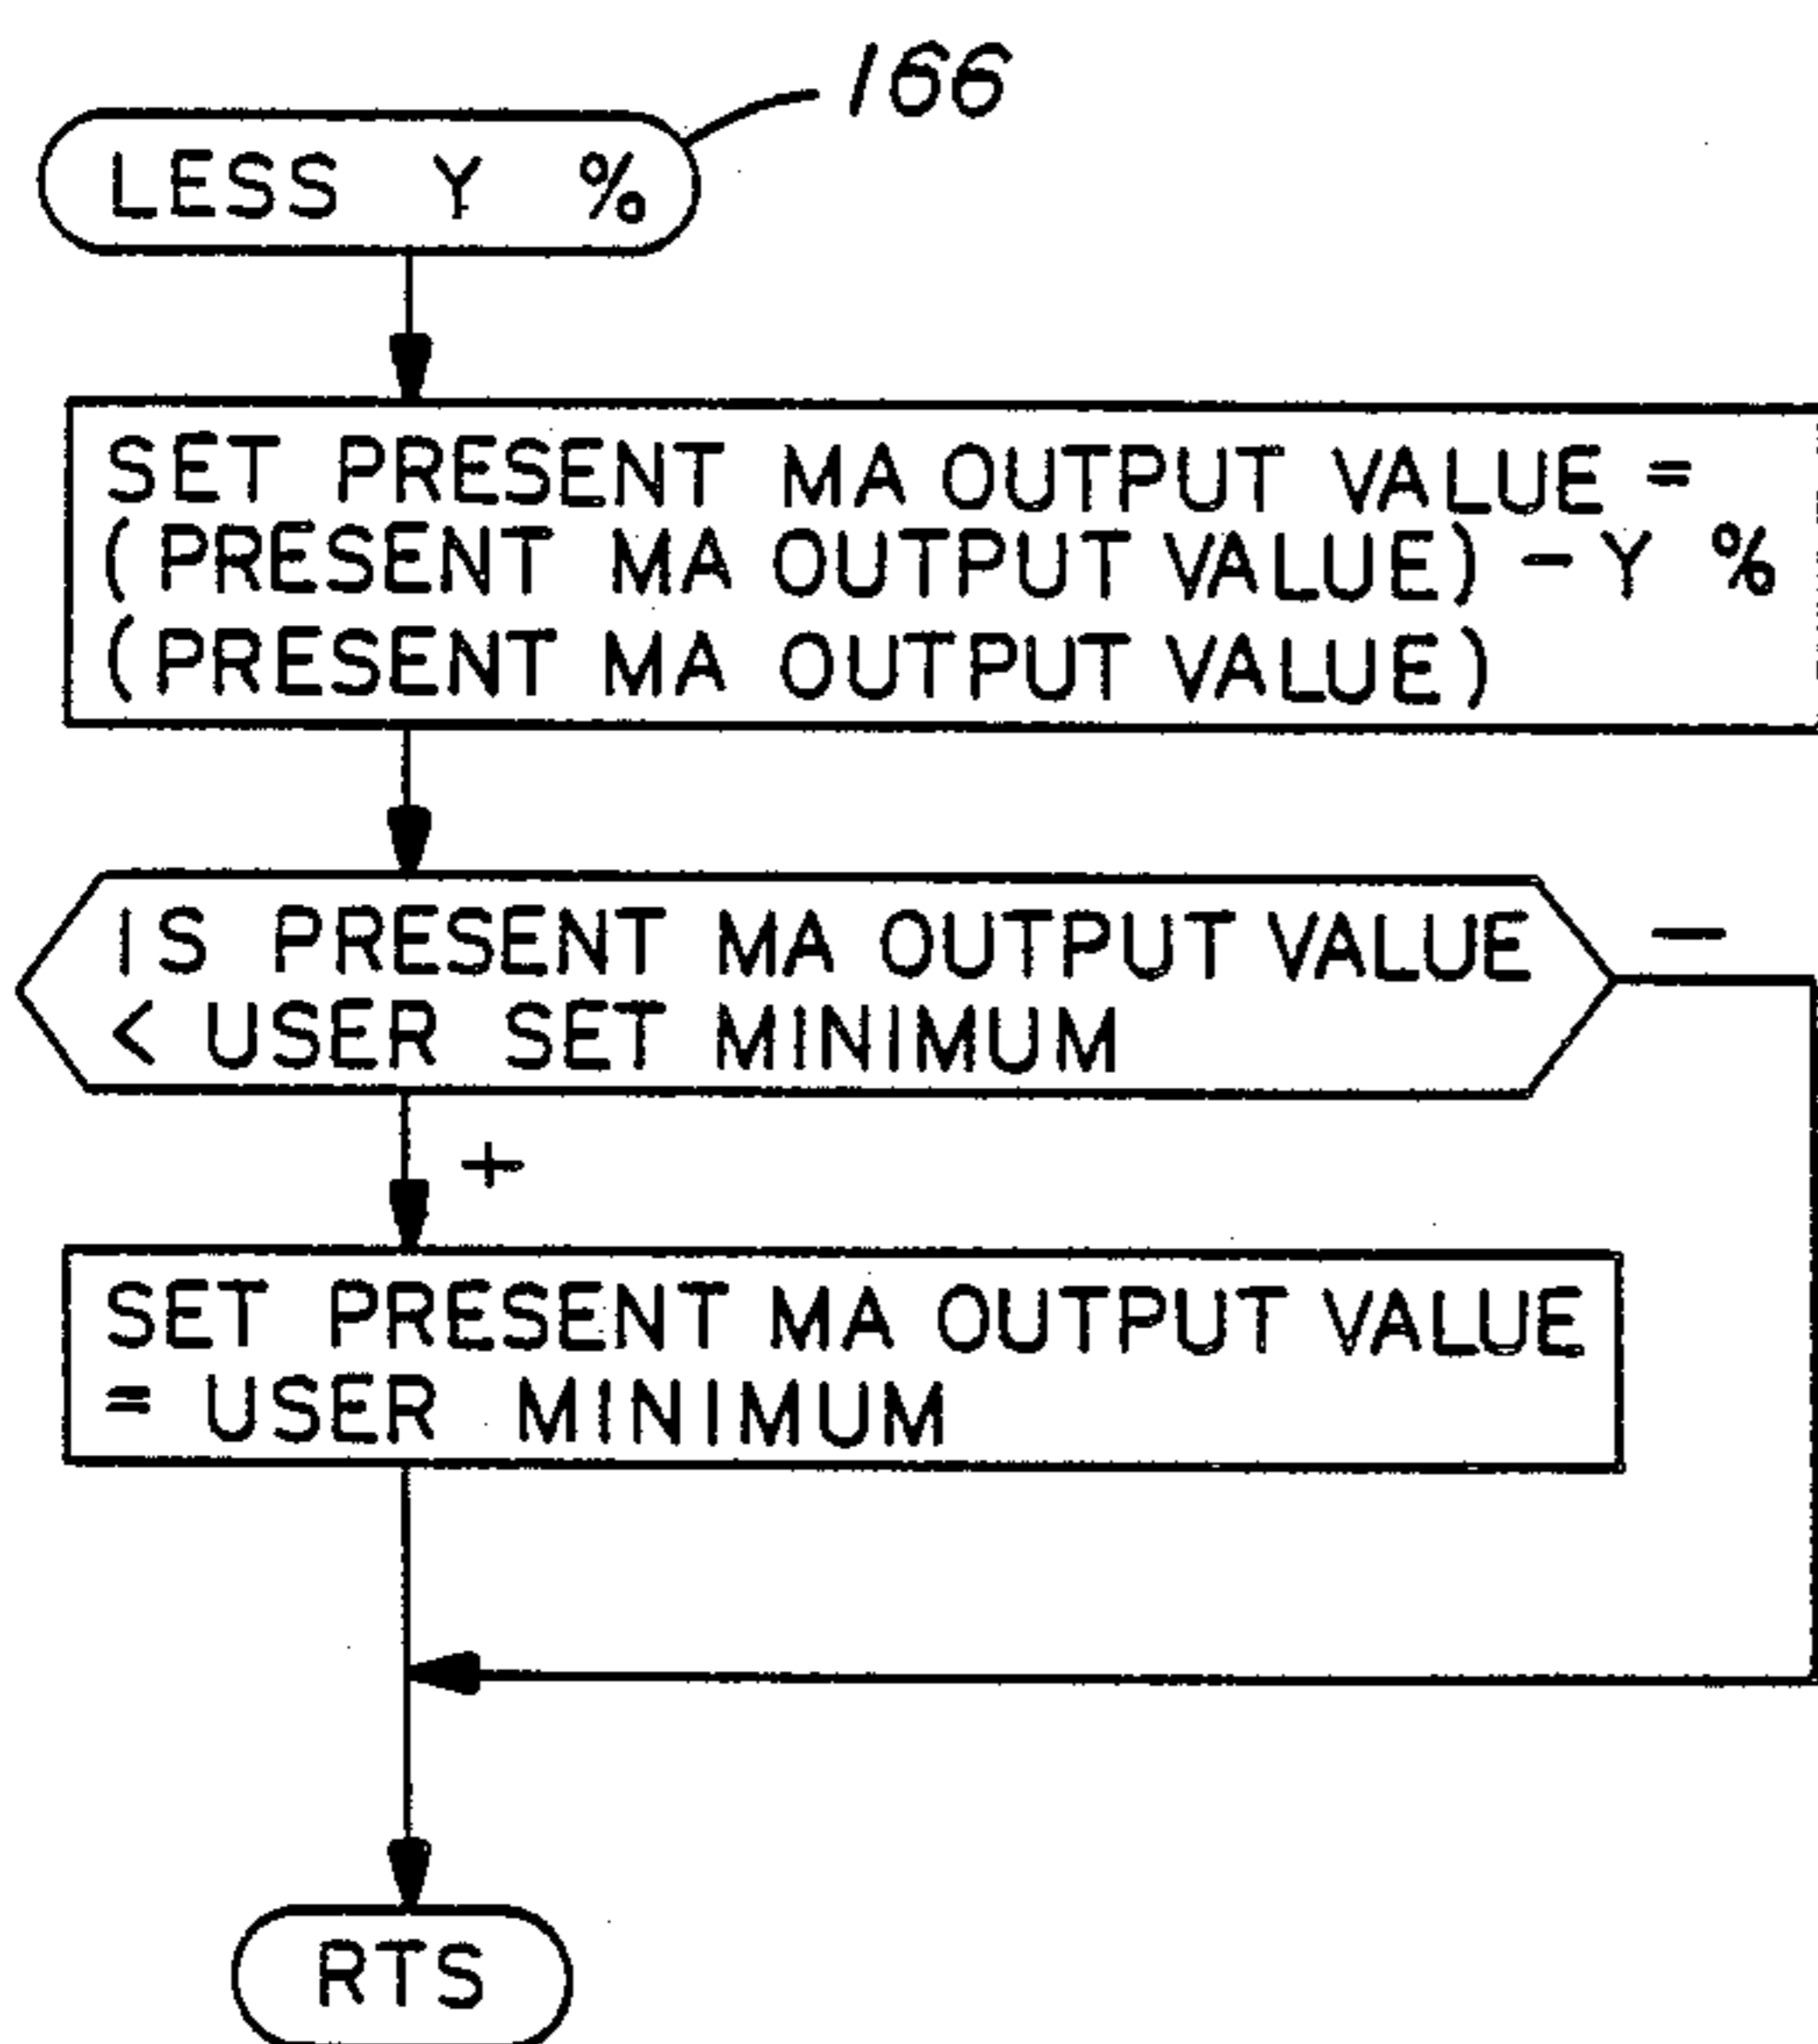 166
LESS Y %
SET PRESENT MA OUTPUT VALUE =
(PRESENT MA OUTPUT VALUE) - Y %
(PRESENT MA OUTPUT VALUE)
IS PRESENT MA OUTPUT VALUE
< USER SET MINIMUM
-
+
SET PRESENT MA OUTPUT VALUE
= USER MINIMUM
RTS